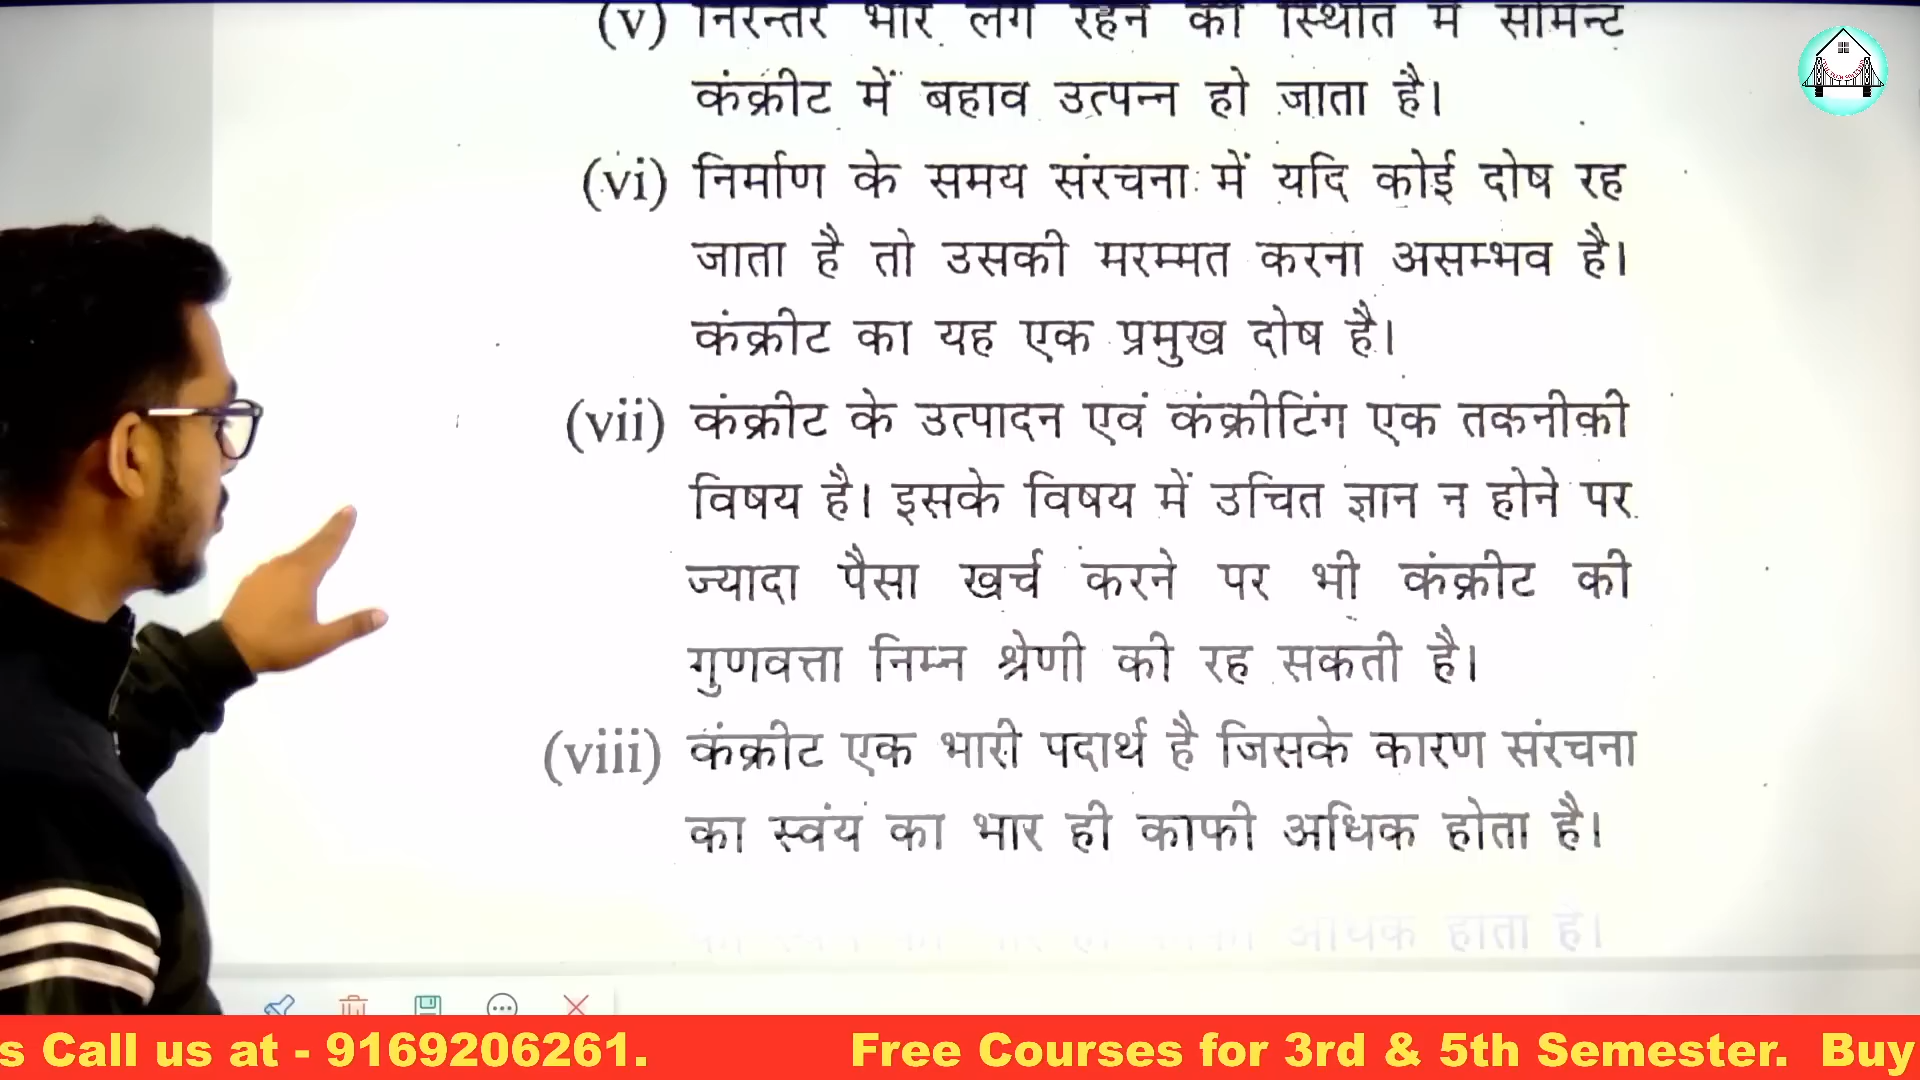 (v) निरन्तर भार लगे रहने की स्थिति में सीमेन्ट
कंक्रीट में बहाव उत्पन्न हो जाता है।
(vi) निर्माण के समय संरचना में यदि कोई दोष रह
जाता है तो उसकी मरम्मत करना असम्भव है।
कंक्रीट का यह एक प्रमुख दोष है।
(vii) कंक्रीट के उत्पादन एवं कंक्रीटिंग एक तकनीकी
विषय है। इसके विषय में उचित ज्ञान न होने पर
ज्यादा पैसा खर्च करने पर भी कंक्रीट की
गुणवत्ता निम्न श्रेणी की रह सकती है।
(viii) कंक्रीट एक भारी पदार्थ है जिसके कारण संरचना
का स्वंय का भार ही काफी अधिक होता है।
अधिक होता है।
s Call us at - 9169206261. Free Courses for 3rd & 5th Semester. Buy